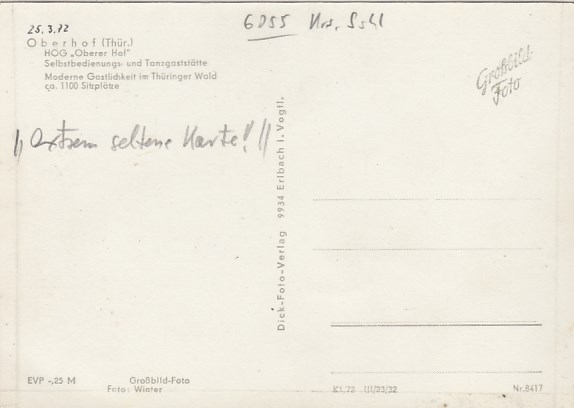 25.3.72
6055 Krs. Suhl
Oberhof (Thür.)
HOG „Oberer Hof"
Selbstbedienungs- und Tanzgaststätte
Moderne Gastlichkeit im Thüringer Wald
ca. 1100 Sitzplätze
Großbild-
Foto
!! Extrem seltene Karte! !!
Dick-Foto-Verlag 9934 Erlbach i. Vogtl.
EVP -,25 M Großbild-Foto
Foto: Winter
K1.72 III/23/32 Nr. 8417